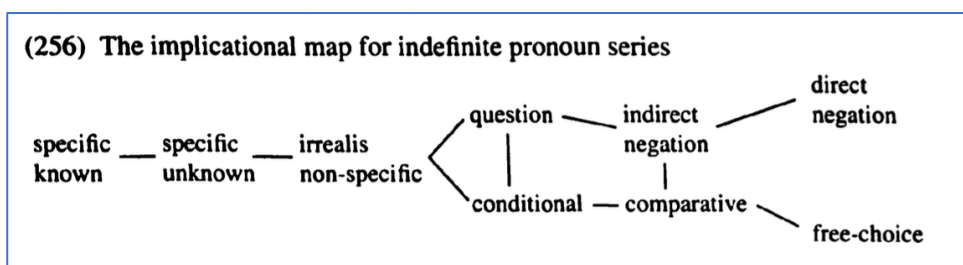 (256) The implicational map for indefinite pronoun series
direct
negation
question
indirect
negation
specific
known
specific
unknown
irrealis
non-specific
conditional
comparative
free-choice